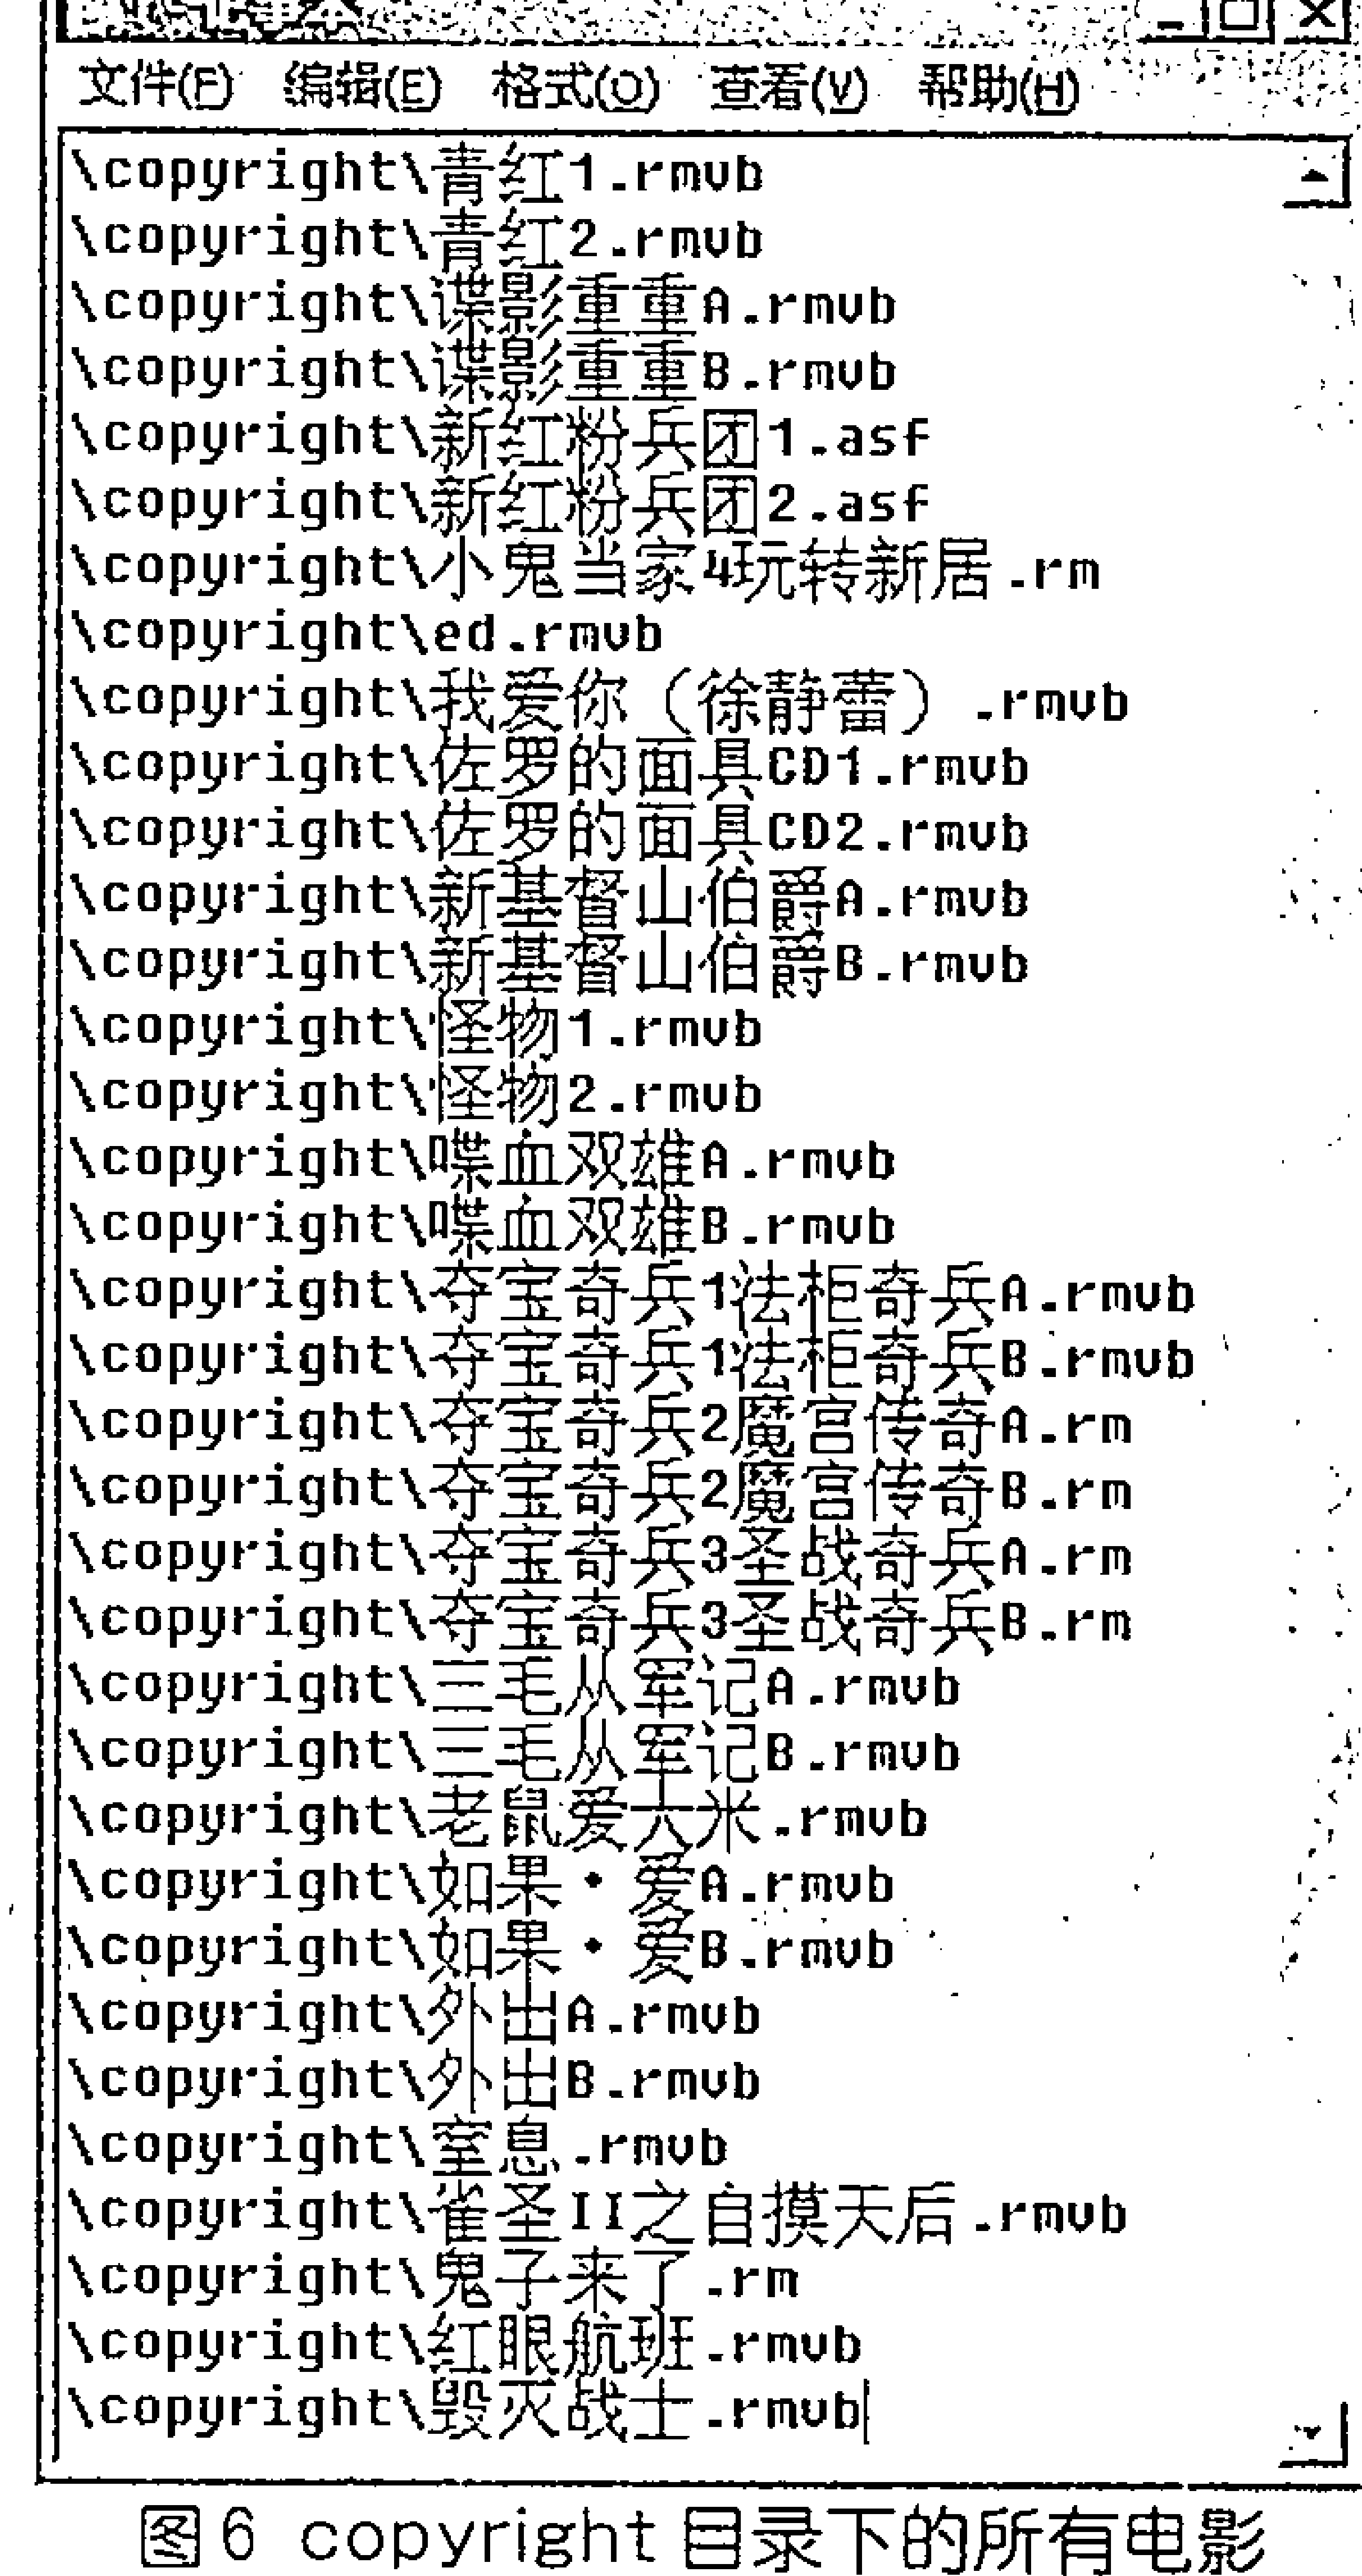 文件(F) 编辑(E) 格式(O) 查看(V) 帮助(H)
\copyright\青红1.rmvb
\copyright\青红2.rmvb
\copyright\谍影重重A.rmvb
\copyright\谍影重重B.rmvb
\copyright\新红粉兵团1.asf
\copyright\新红粉兵团2.asf
\copyright\小鬼当家4玩转新居.rm
\copyright\ed.rmvb
\copyright\我爱你（徐静蕾）.rmvb
\copyright\佐罗的面具CD1.rmvb
\copyright\佐罗的面具CD2.rmvb
\copyright\新基督山伯爵A.rmvb
\copyright\新基督山伯爵B.rmvb
\copyright\怪物1.rmvb
\copyright\怪物2.rmvb
\copyright\喋血双雄A.rmvb
\copyright\喋血双雄B.rmvb
\copyright\夺宝奇兵1法柜奇兵A.rmvb
\copyright\夺宝奇兵1法柜奇兵B.rmvb
\copyright\夺宝奇兵2魔宫传奇A.rm
\copyright\夺宝奇兵2魔宫传奇B.rm
\copyright\夺宝奇兵3圣战奇兵A.rm
\copyright\夺宝奇兵3圣战奇兵B.rm
\copyright\三毛从军记A.rmvb
\copyright\三毛从军记B.rmvb
\copyright\老鼠爱大米.rmvb
\copyright\如果·爱A.rmvb
\copyright\如果·爱B.rmvb
\copyright\外出A.rmvb
\copyright\外出B.rmvb
\copyright\窒息.rmvb
\copyright\雀圣II之自摸天后.rmvb
\copyright\鬼子来了.rm
\copyright\红眼航班.rmvb
\copyright\毁灭战士.rmvb
图6 copyright目录下的所有电影